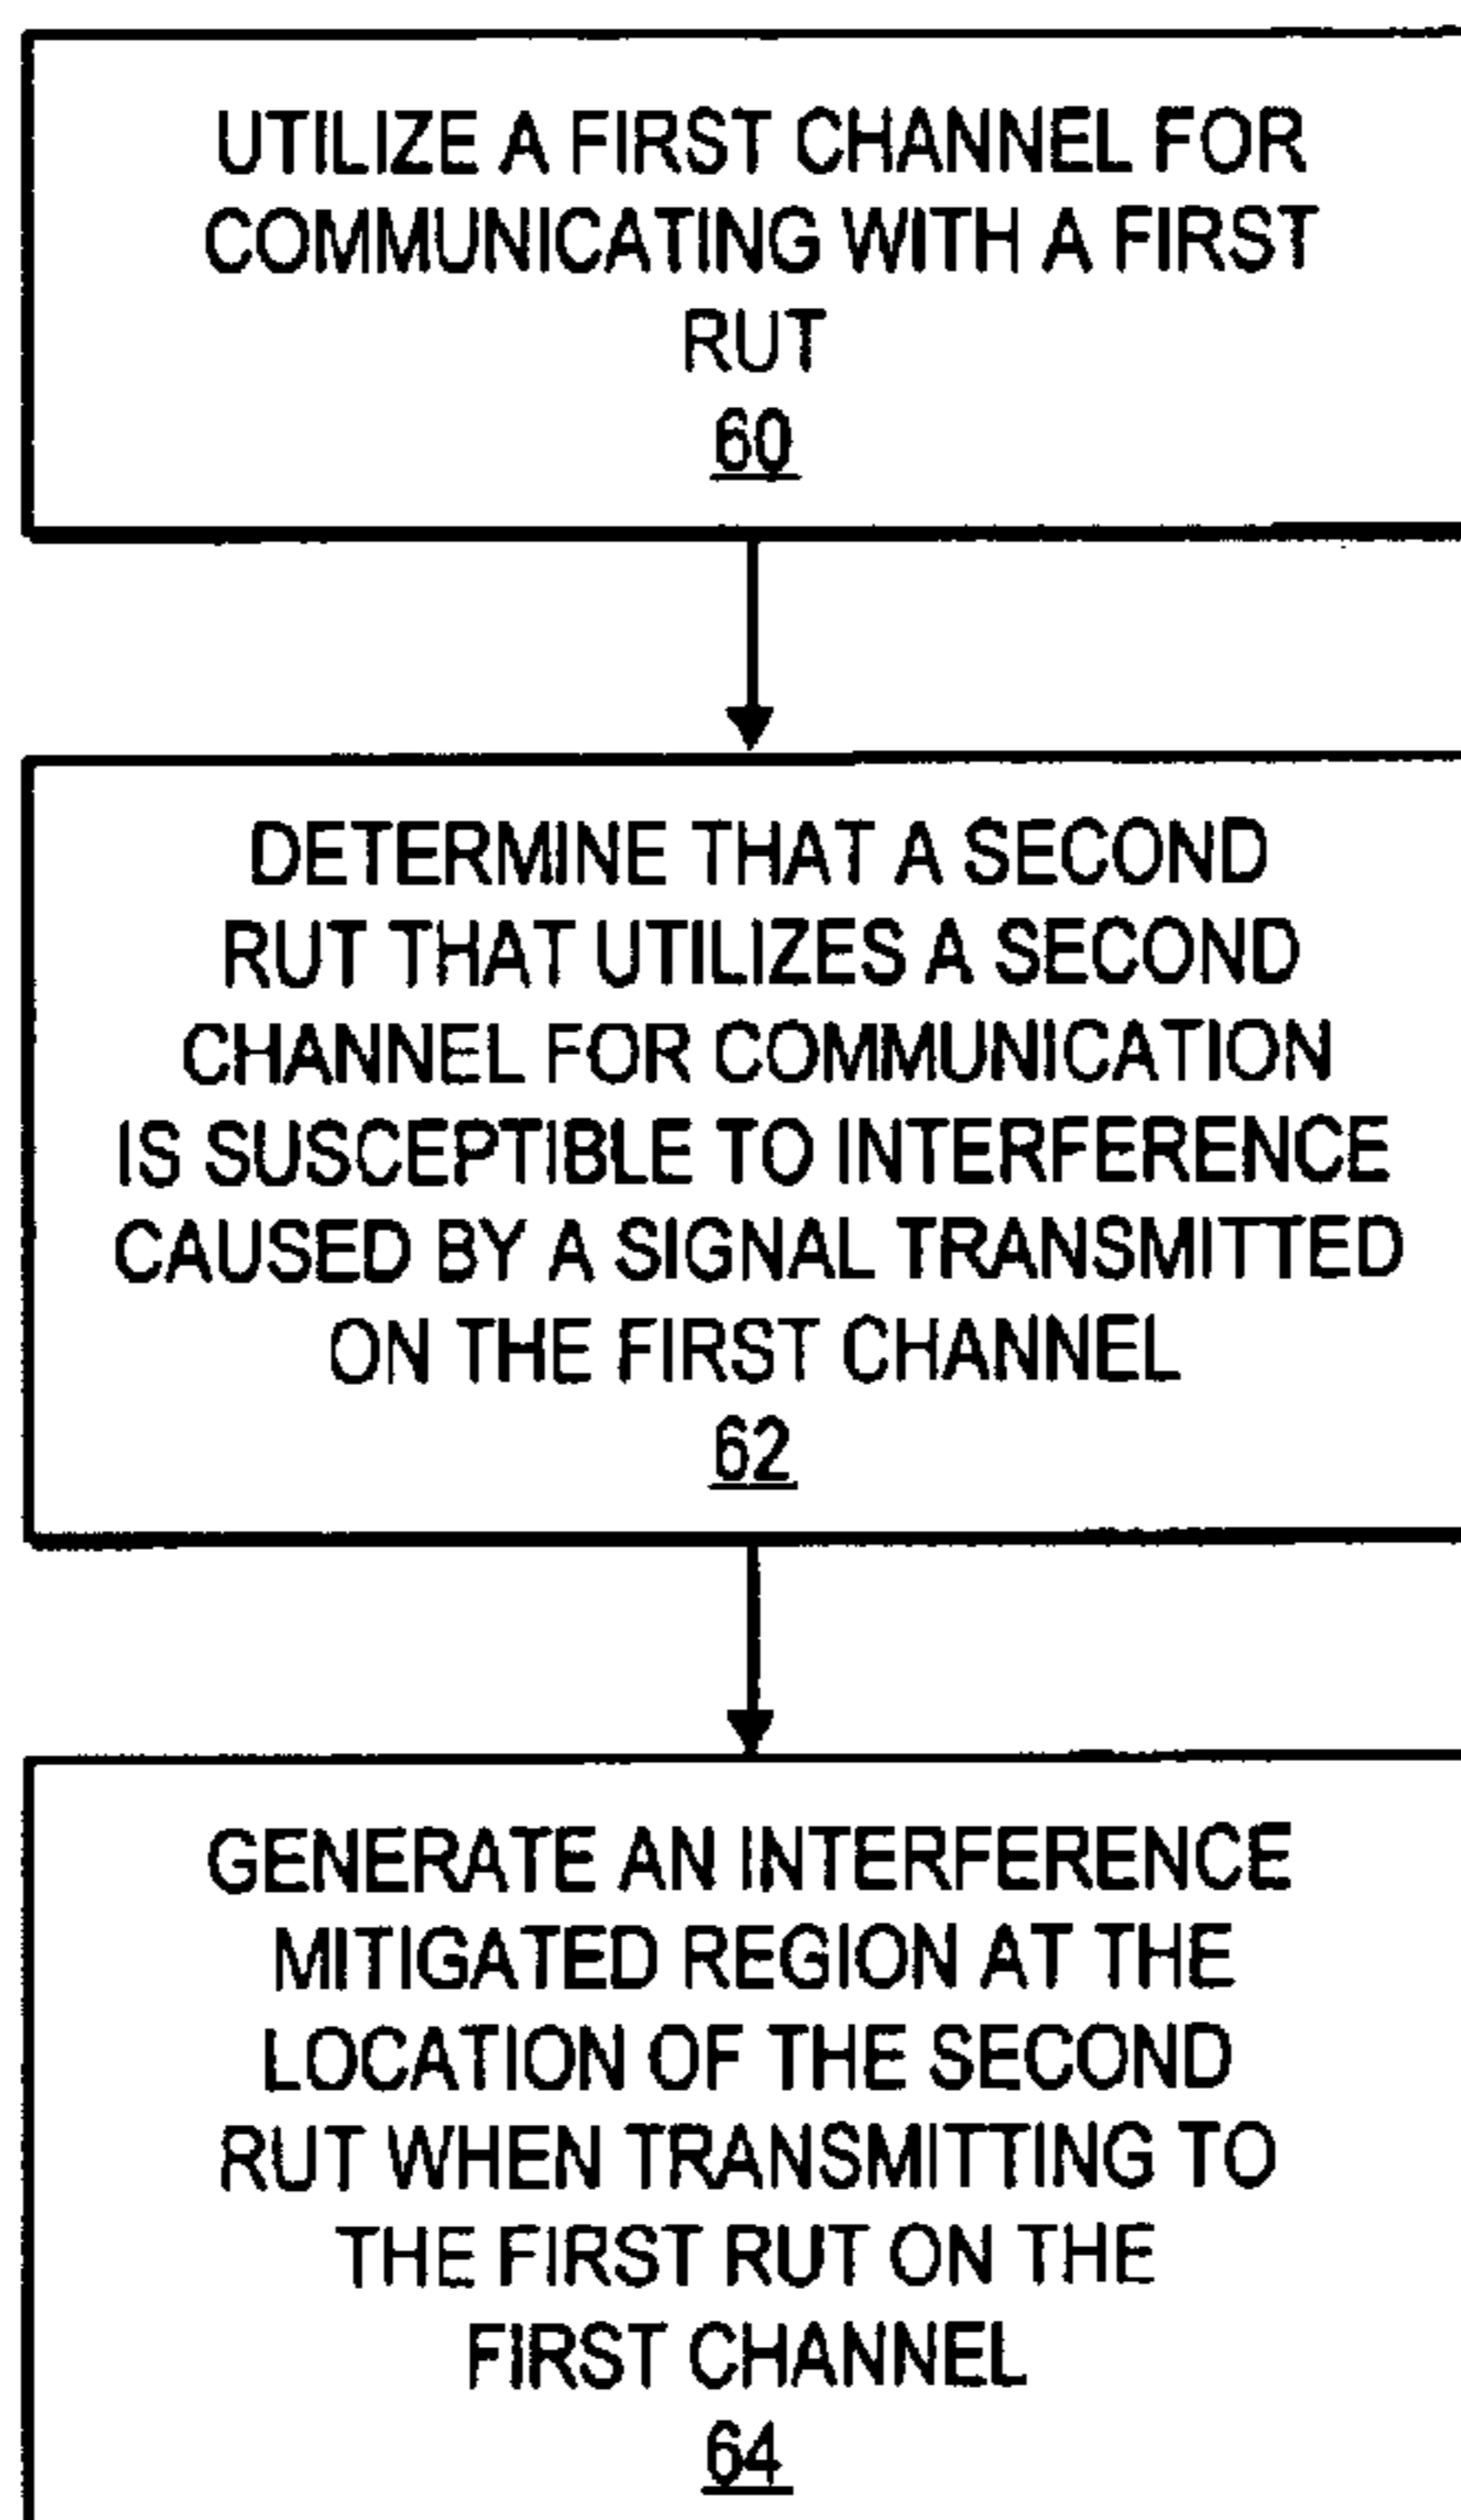 UTILIZE A FIRST CHANNEL FOR
COMMUNICATING WITH A FIRST
RUT
60
DETERMINE THAT A SECOND
RUT THAT UTILIZES A SECOND
CHANNEL FOR COMMUNICATION
IS SUSCEPTIBLE TO INTERFERENCE
CAUSED BY A SIGNAL TRANSMITTED
ON THE FIRST CHANNEL
62
GENERATE AN INTERFERENCE
MITIGATED REGION AT THE
LOCATION OF THE SECOND
RUT WHEN TRANSMITTING TO
THE FIRST RUT ON THE
FIRST CHANNEL
64